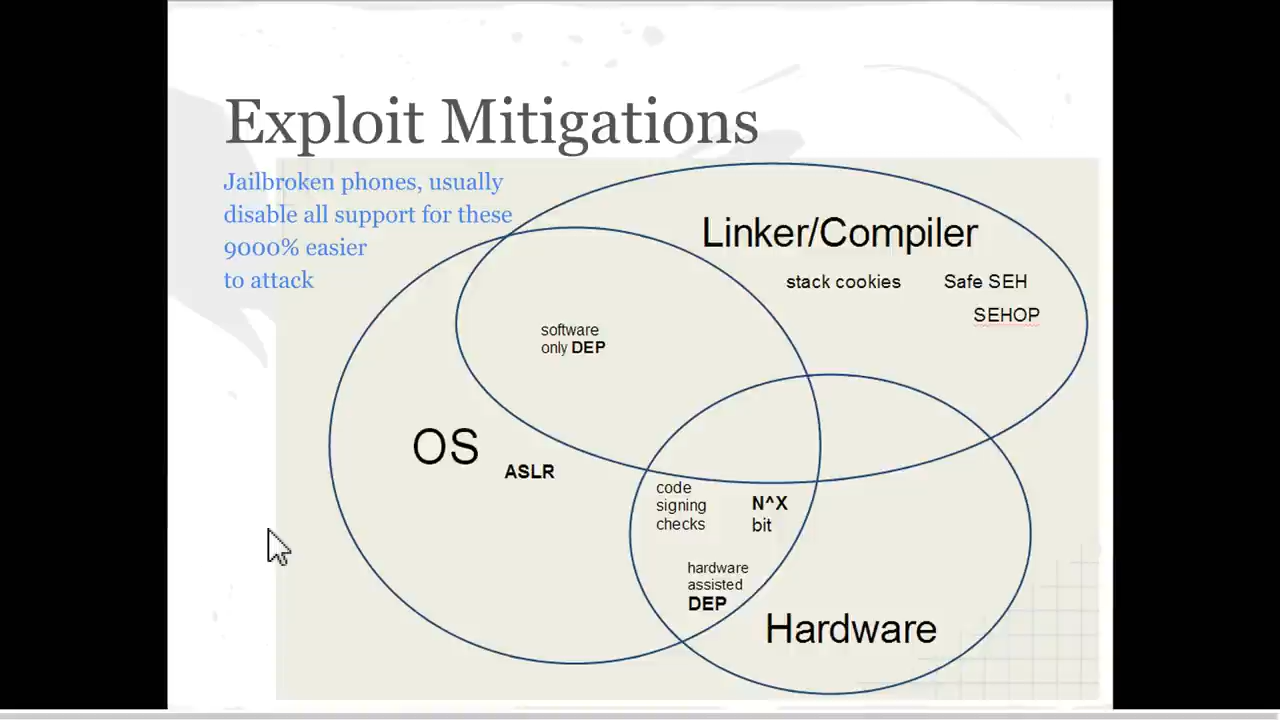 Exploit Mitigations
Jailbroken phones, usually
disable all support for these
9000% easier
to attack
Linker/Compiler
stack cookies
Safe SEH
SEHOP
software
only DEP
OS
ASLR
code
signing
checks
N^X
bit
hardware
assisted
DEP
Hardware